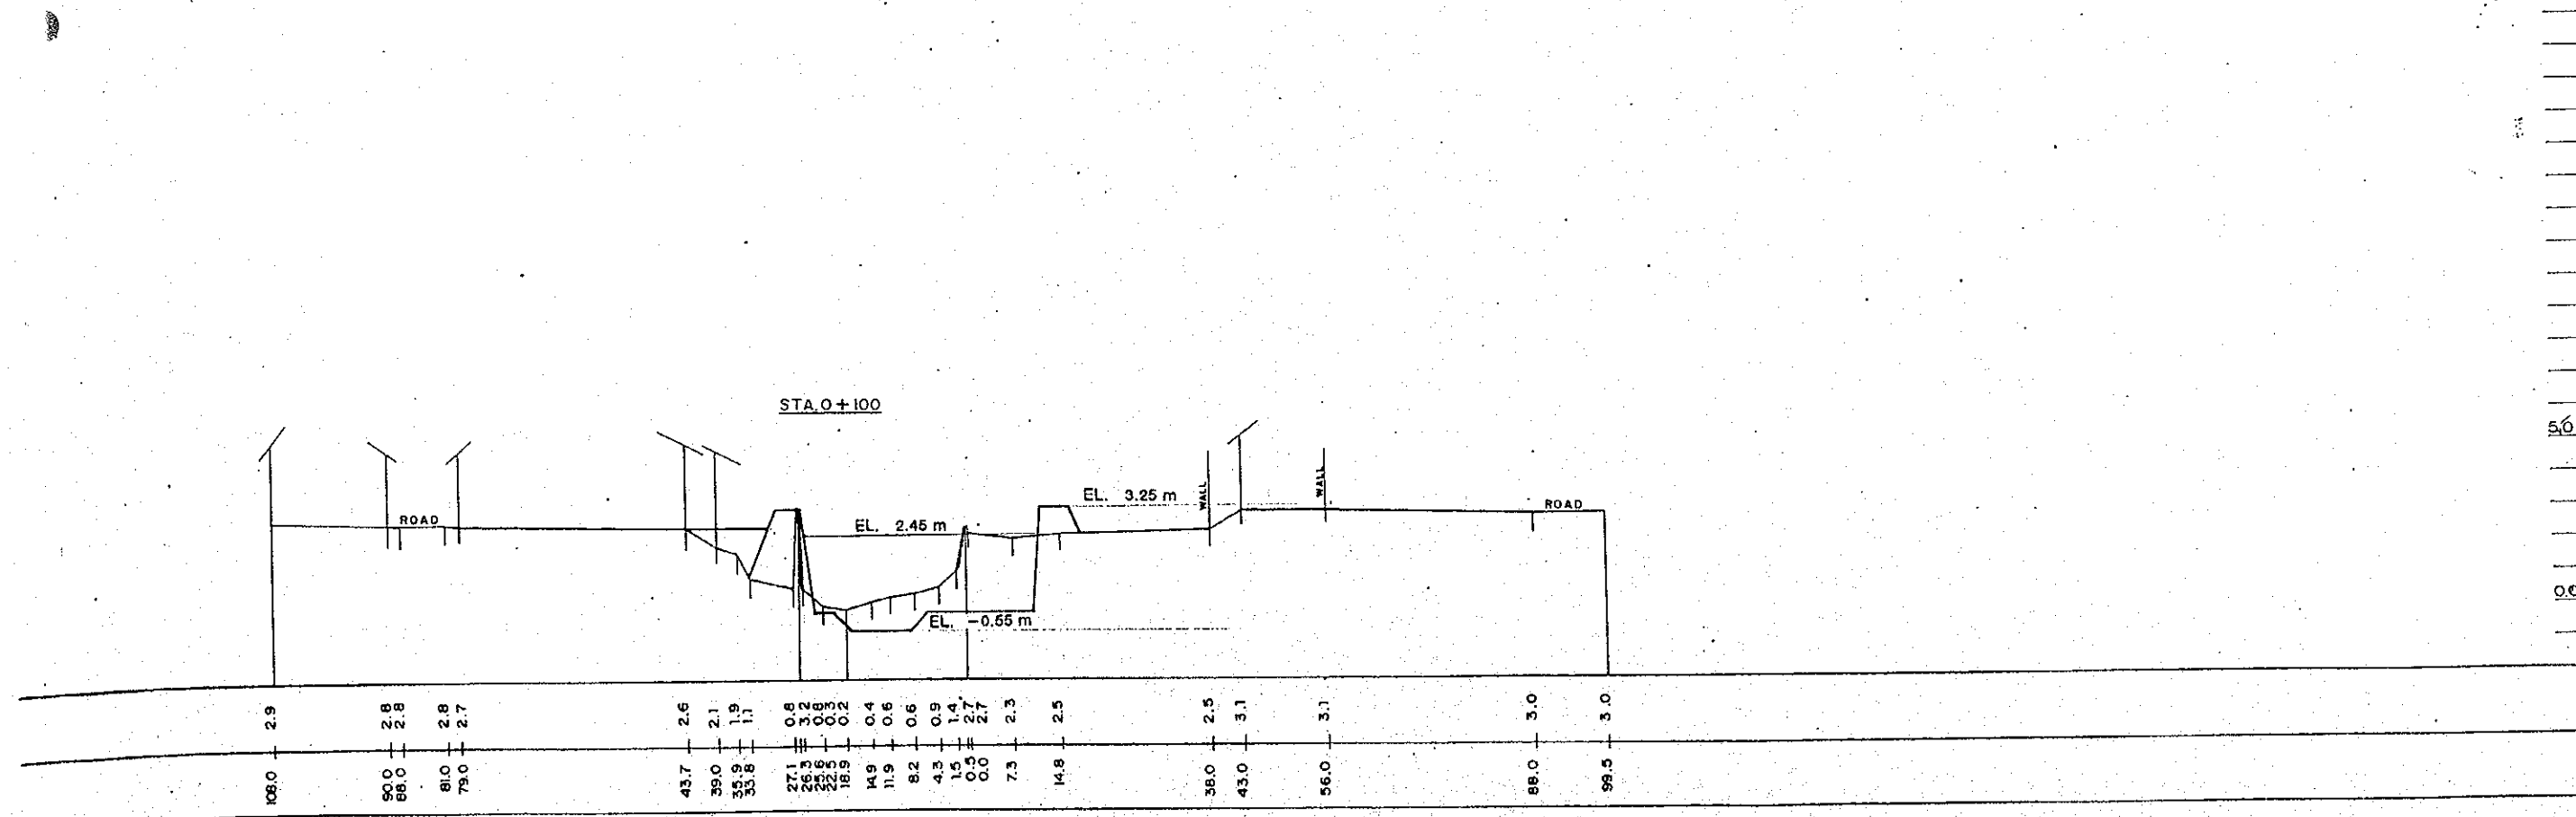 STA. 0+100
5.0
WALL
WALL
EL. 3.25 m
ROAD
ROAD
EL. 2.45 m
EL. -0.55 m
2.9 2.8 2.8 2.8 2.7 2.6 2.1 1.9 1.1 0.8 3.2 0.8 0.3 0.2 0.4 0.6 0.6 0.9 1.4 2.7 2.7 2.3 2.5 2.5 3.1 3.1 3.0 3.0
108.0 90.0 88.0 81.0 79.0 43.7 39.0 35.9 33.8 27.1 26.3 25.6 22.5 18.9 14.9 11.9 8.2 4.3 1.5 0.5 0.0 7.3 14.8 38.0 43.0 56.0 88.0 99.5